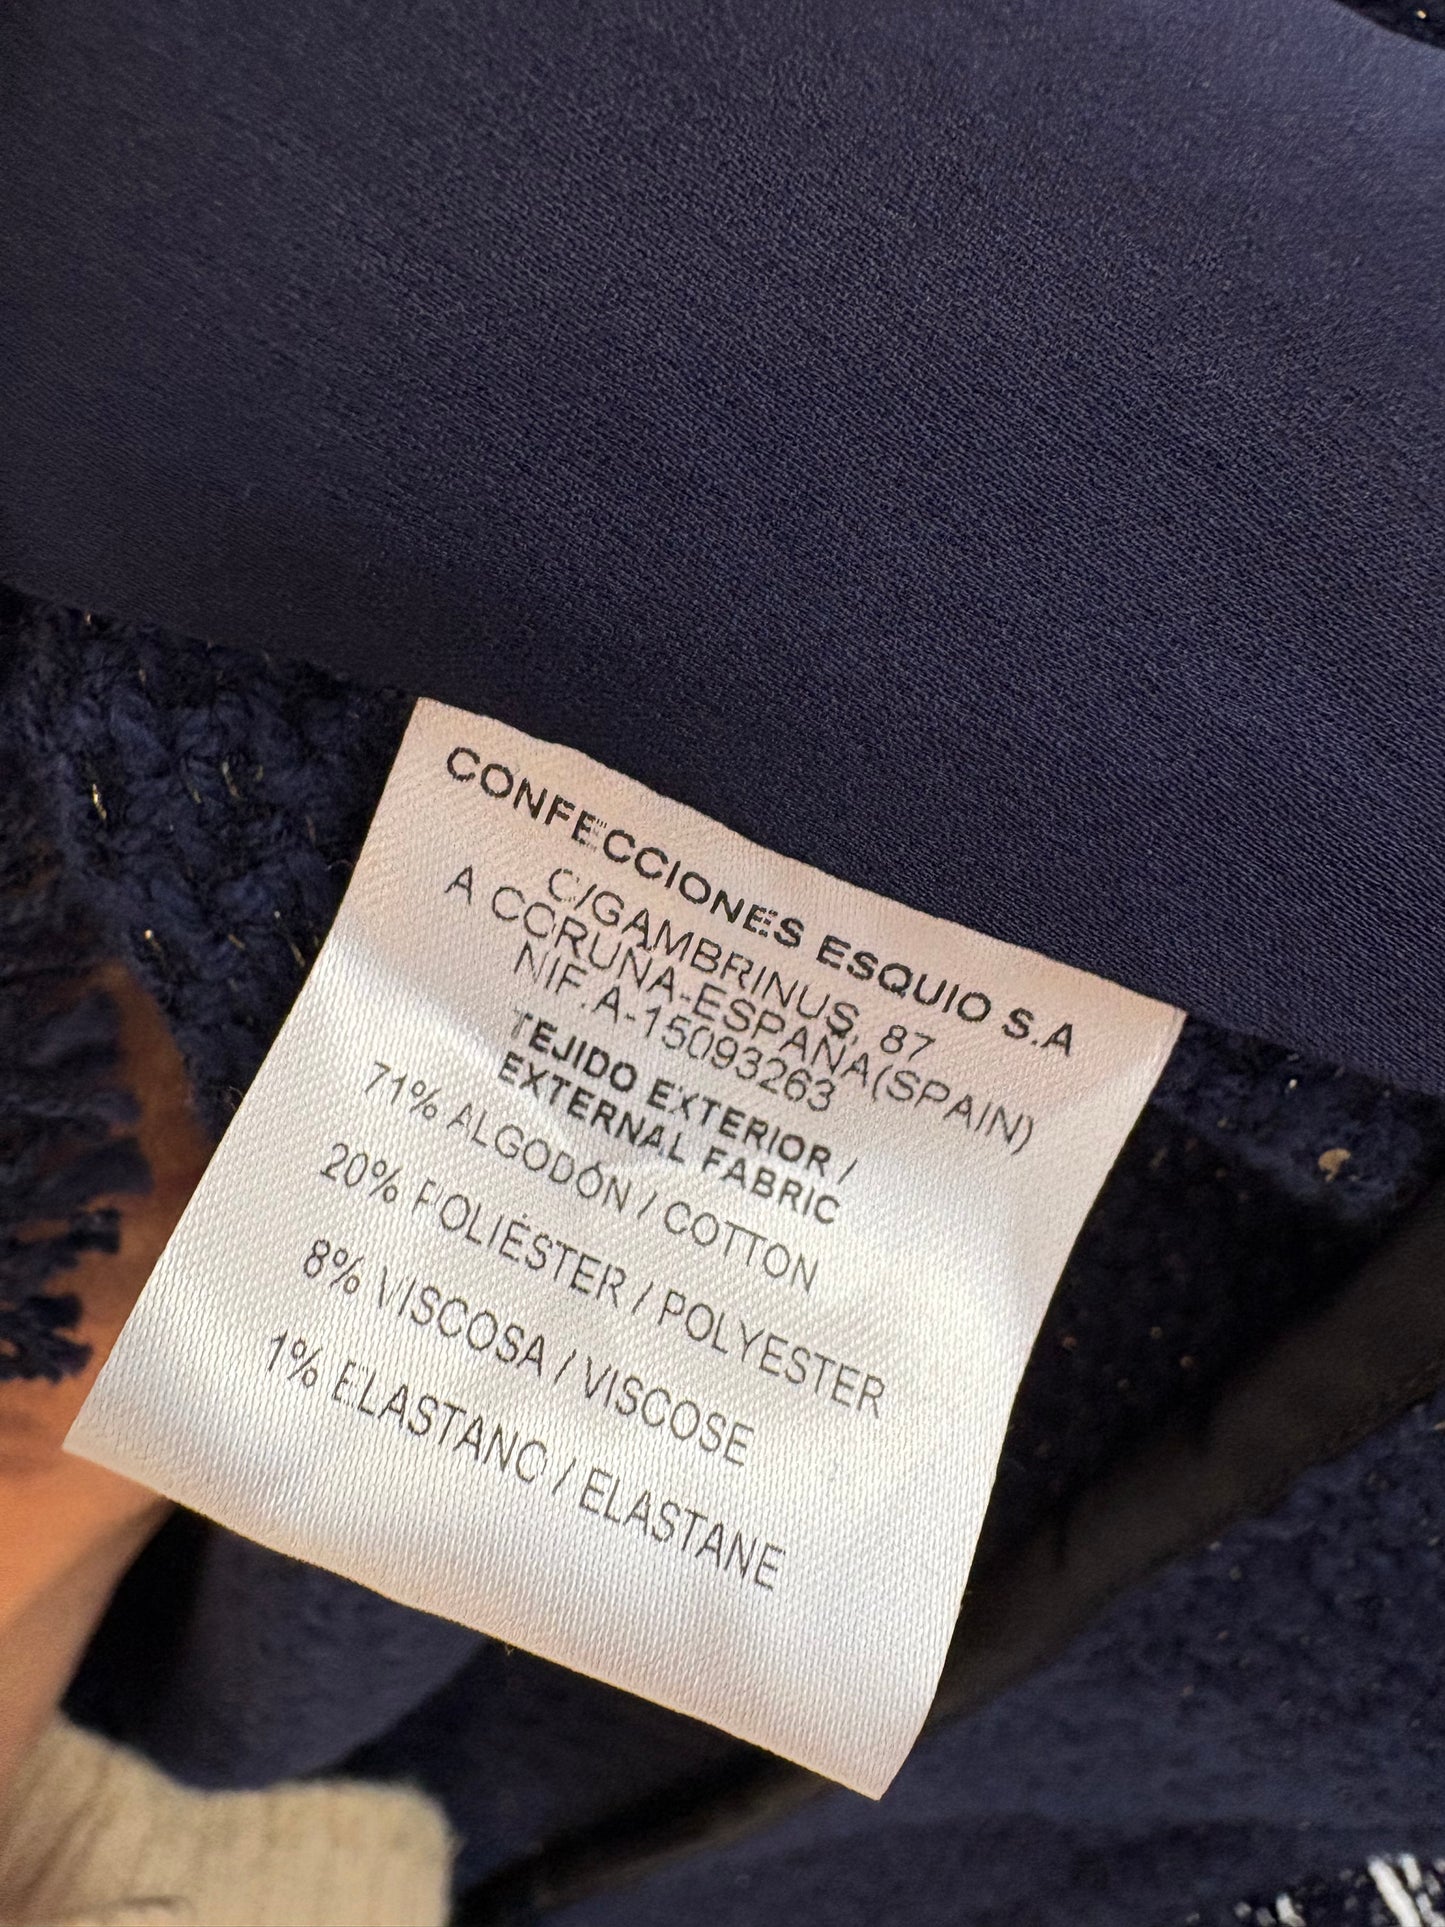 CONFECCIONES ESQUIO S.A
C/GAMBRINUS, 87
A CORUÑA-ESPAÑA(SPAIN)
NIF.A-15093263
TEJIDO EXTERIOR /
EXTERNAL FABRIC
71% ALGODÓN / COTTON
20% POLIÉSTER / POLYESTER
8% VISCOSA / VISCOSE
1% ELASTANO / ELASTANE